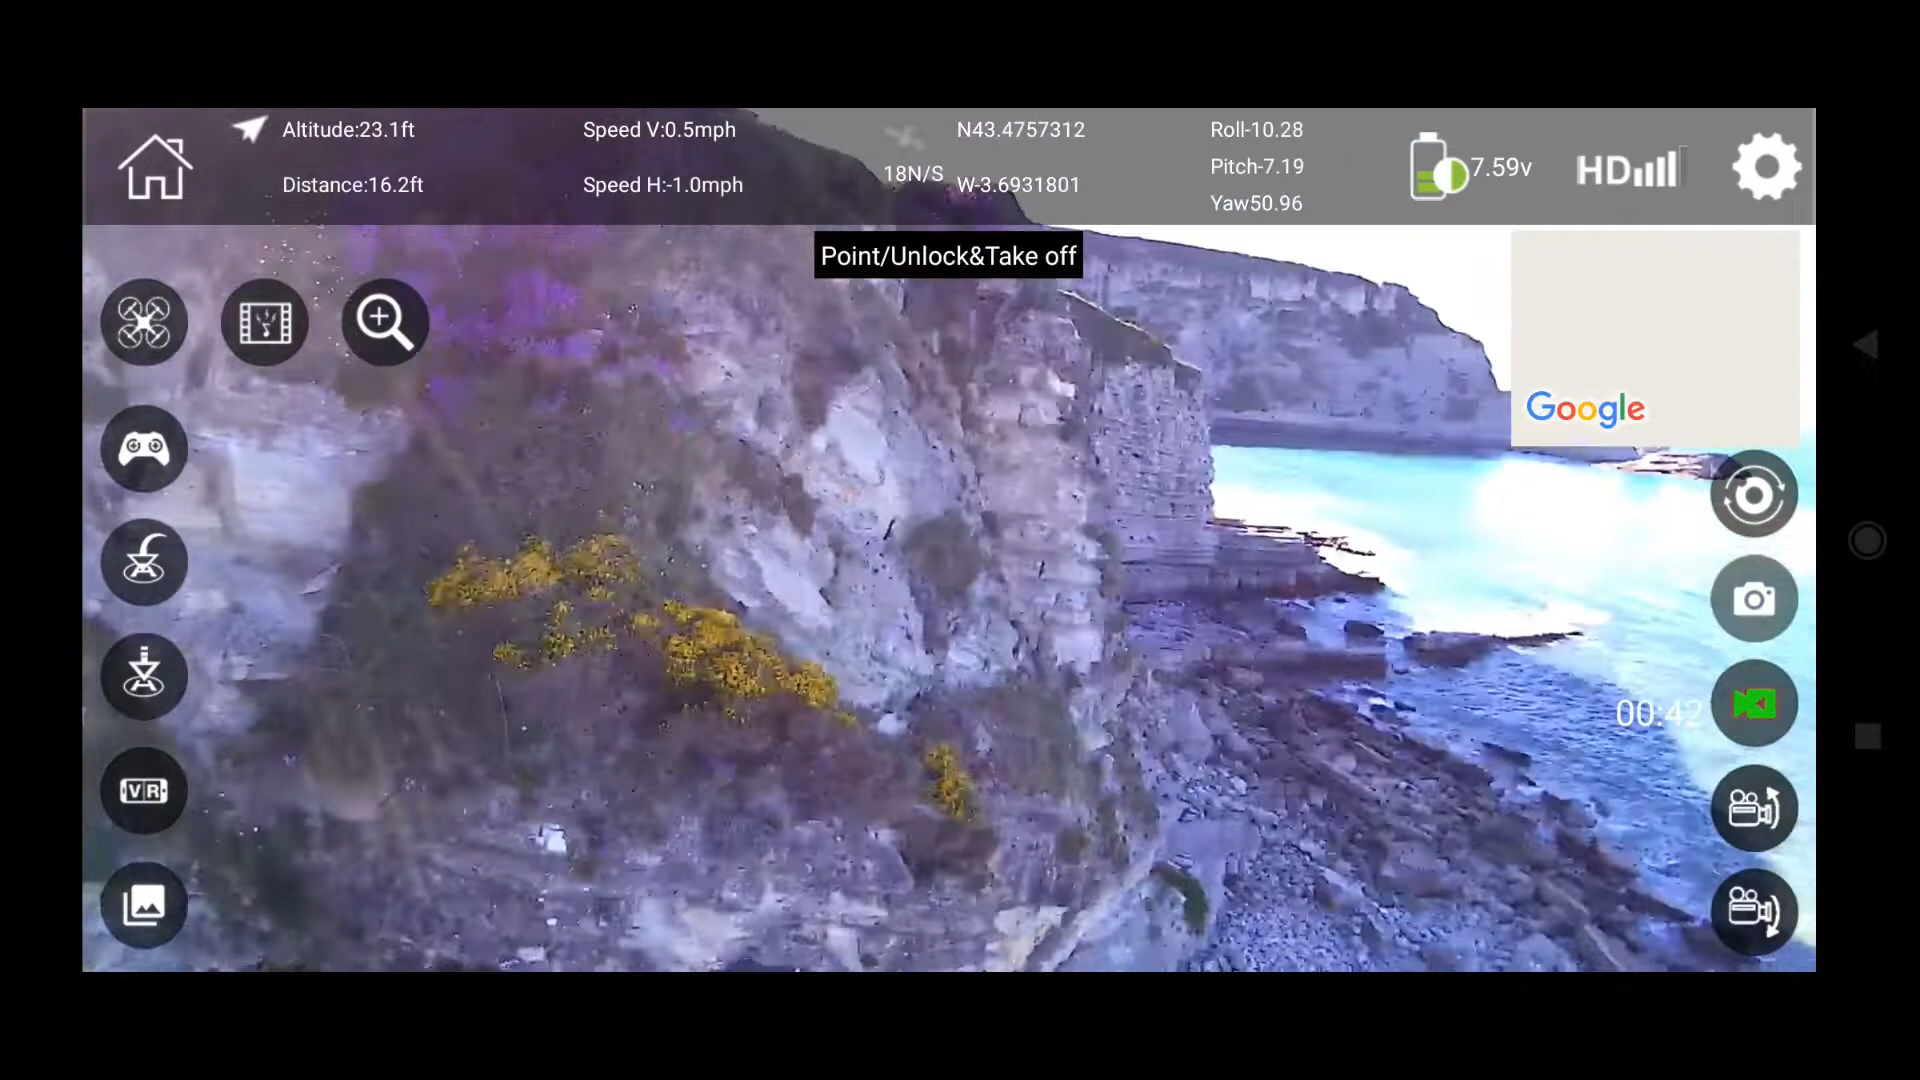 Altitude:23.1ft
Speed V:0.5mph
N43.4757312
Roll-10.28
Distance:16.2ft
Speed H:-1.0mph
18N/S
W-3.6931801
Pitch-7.19
Yaw50.96
7.59v
HD
Point/Unlock&Take off
Google
00:42
VR